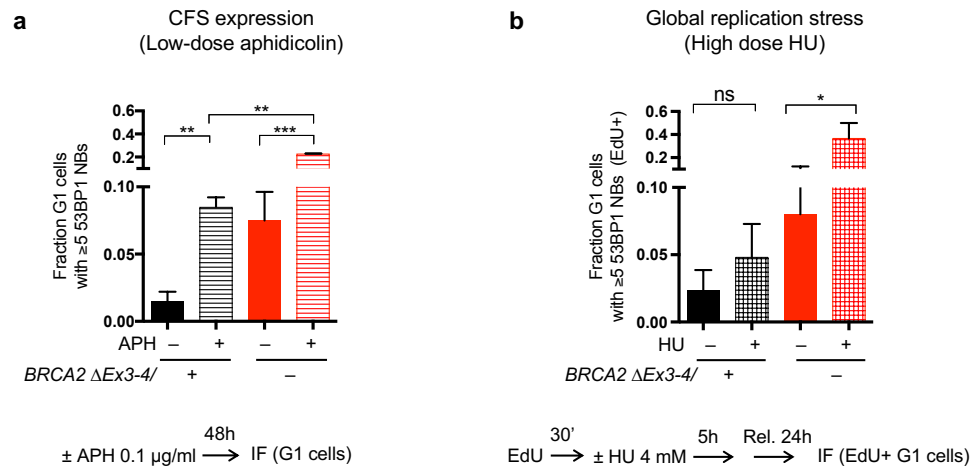 a
CFS expression
(Low-dose aphidicolin)
Fraction G1 cells
with ≥5 53BP1 NBs
0.6
0.4
0.2
0.10
0.05
0.00
**
**
***
APH – + – +
BRCA2 ΔEx3-4/ + –
± APH 0.1 µg/ml 48h IF (G1 cells)
b
Global replication stress
(High dose HU)
Fraction G1 cells
with ≥5 53BP1 NBs (EdU+)
0.6
0.4
0.2
0.10
0.05
0.00
ns
*
HU – + – +
BRCA2 ΔEx3-4/ + –
EdU 30’ ± HU 4 mM 5h Rel. 24h IF (EdU+ G1 cells)